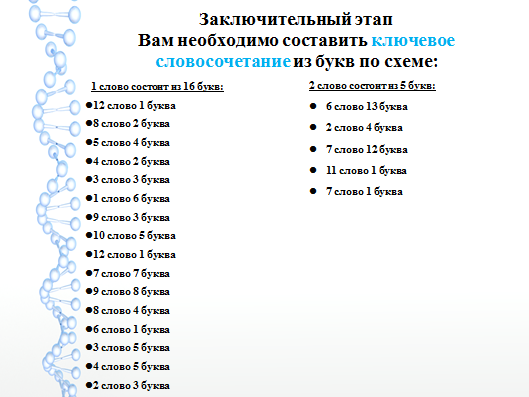 Заключительный этап
Вам необходимо составить ключевое
словосочетание из букв по схеме:
1 слово состоит из 16 букв:
●12 слово 1 буква
●8 слово 2 буква
●5 слово 4 буква
●4 слово 2 буква
●3 слово 3 буква
●1 слово 6 буква
●9 слово 3 буква
●10 слово 5 буква
●12 слово 1 буква
●7 слово 7 буква
●9 слово 8 буква
●8 слово 4 буква
●6 слово 1 буква
●3 слово 5 буква
●4 слово 5 буква
●2 слово 3 буква
2 слово состоит из 5 букв:
● 6 слово 13 буква
● 2 слово 4 буква
● 7 слово 12 буква
● 11 слово 1 буква
● 7 слово 1 буква